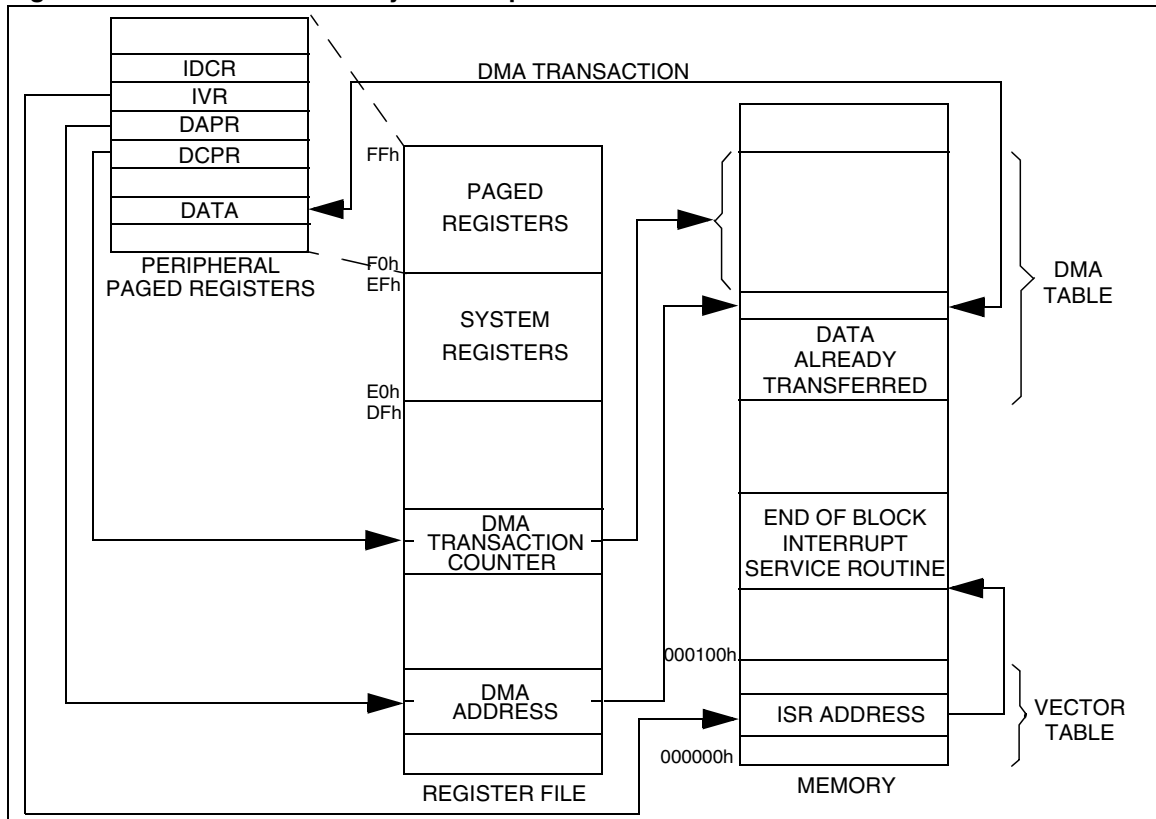 IDCR
IVR
DAPR
DCPR
DATA
PERIPHERAL
PAGED REGISTERS
DMA TRANSACTION
FFh
PAGED
REGISTERS
F0h
EFh
SYSTEM
REGISTERS
E0h
DFh
DMA
TRANSACTION
COUNTER
DMA
ADDRESS
REGISTER FILE
DMA
TABLE
DATA
ALREADY
TRANSFERRED
END OF BLOCK
INTERRUPT
SERVICE ROUTINE
000100h
ISR ADDRESS
000000h
VECTOR
TABLE
MEMORY